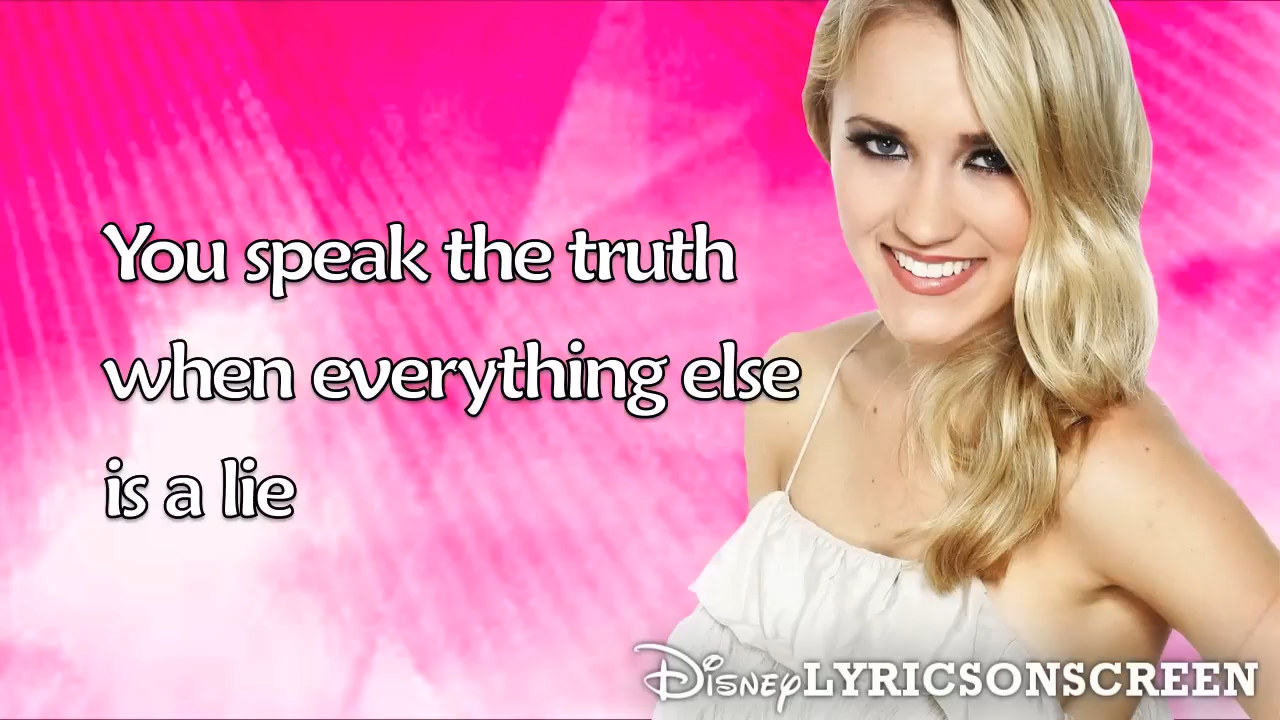 You speak the truth
when everything else
is a lie
DISNEYLYRICSONSCREEN